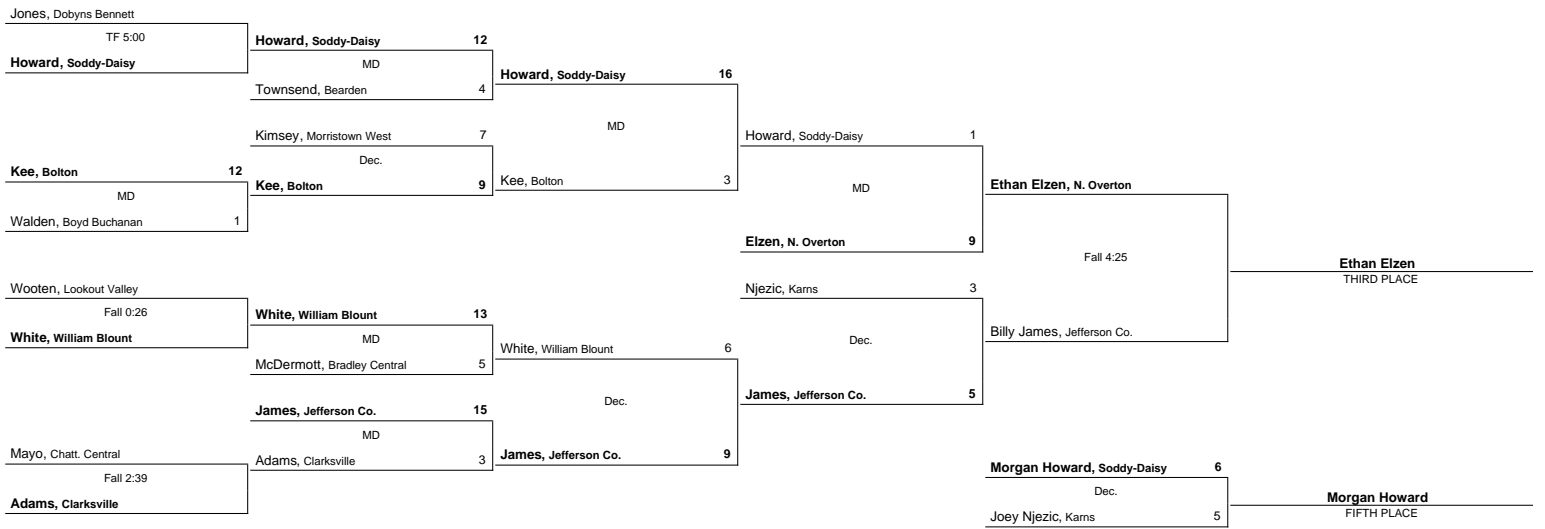 Jones, Dobyns Bennett
TF 5:00
Howard, Soddy-Daisy
Howard, Soddy-Daisy 12
MD
Townsend, Bearden 4
Howard, Soddy-Daisy 16
MD
Kimsey, Morristown West 7
Dec.
Kee, Bolton 9
Kee, Bolton 12
MD
Walden, Boyd Buchanan 1
Kee, Bolton 3
Howard, Soddy-Daisy 1
MD
Elzen, N. Overton 9
Ethan Elzen, N. Overton
Fall 4:25
Ethan Elzen
THIRD PLACE
Wooten, Lookout Valley
Fall 0:26
White, William Blount
White, William Blount 13
MD
McDermott, Bradley Central 5
White, William Blount 6
Dec.
Njezic, Karns 3
Dec.
James, Jefferson Co. 5
Billy James, Jefferson Co.
James, Jefferson Co. 15
MD
Adams, Clarksville 3
James, Jefferson Co. 9
Mayo, Chatt. Central
Fall 2:39
Adams, Clarksville
Morgan Howard, Soddy-Daisy 6
Dec.
Joey Njezic, Karns 5
Morgan Howard
FIFTH PLACE